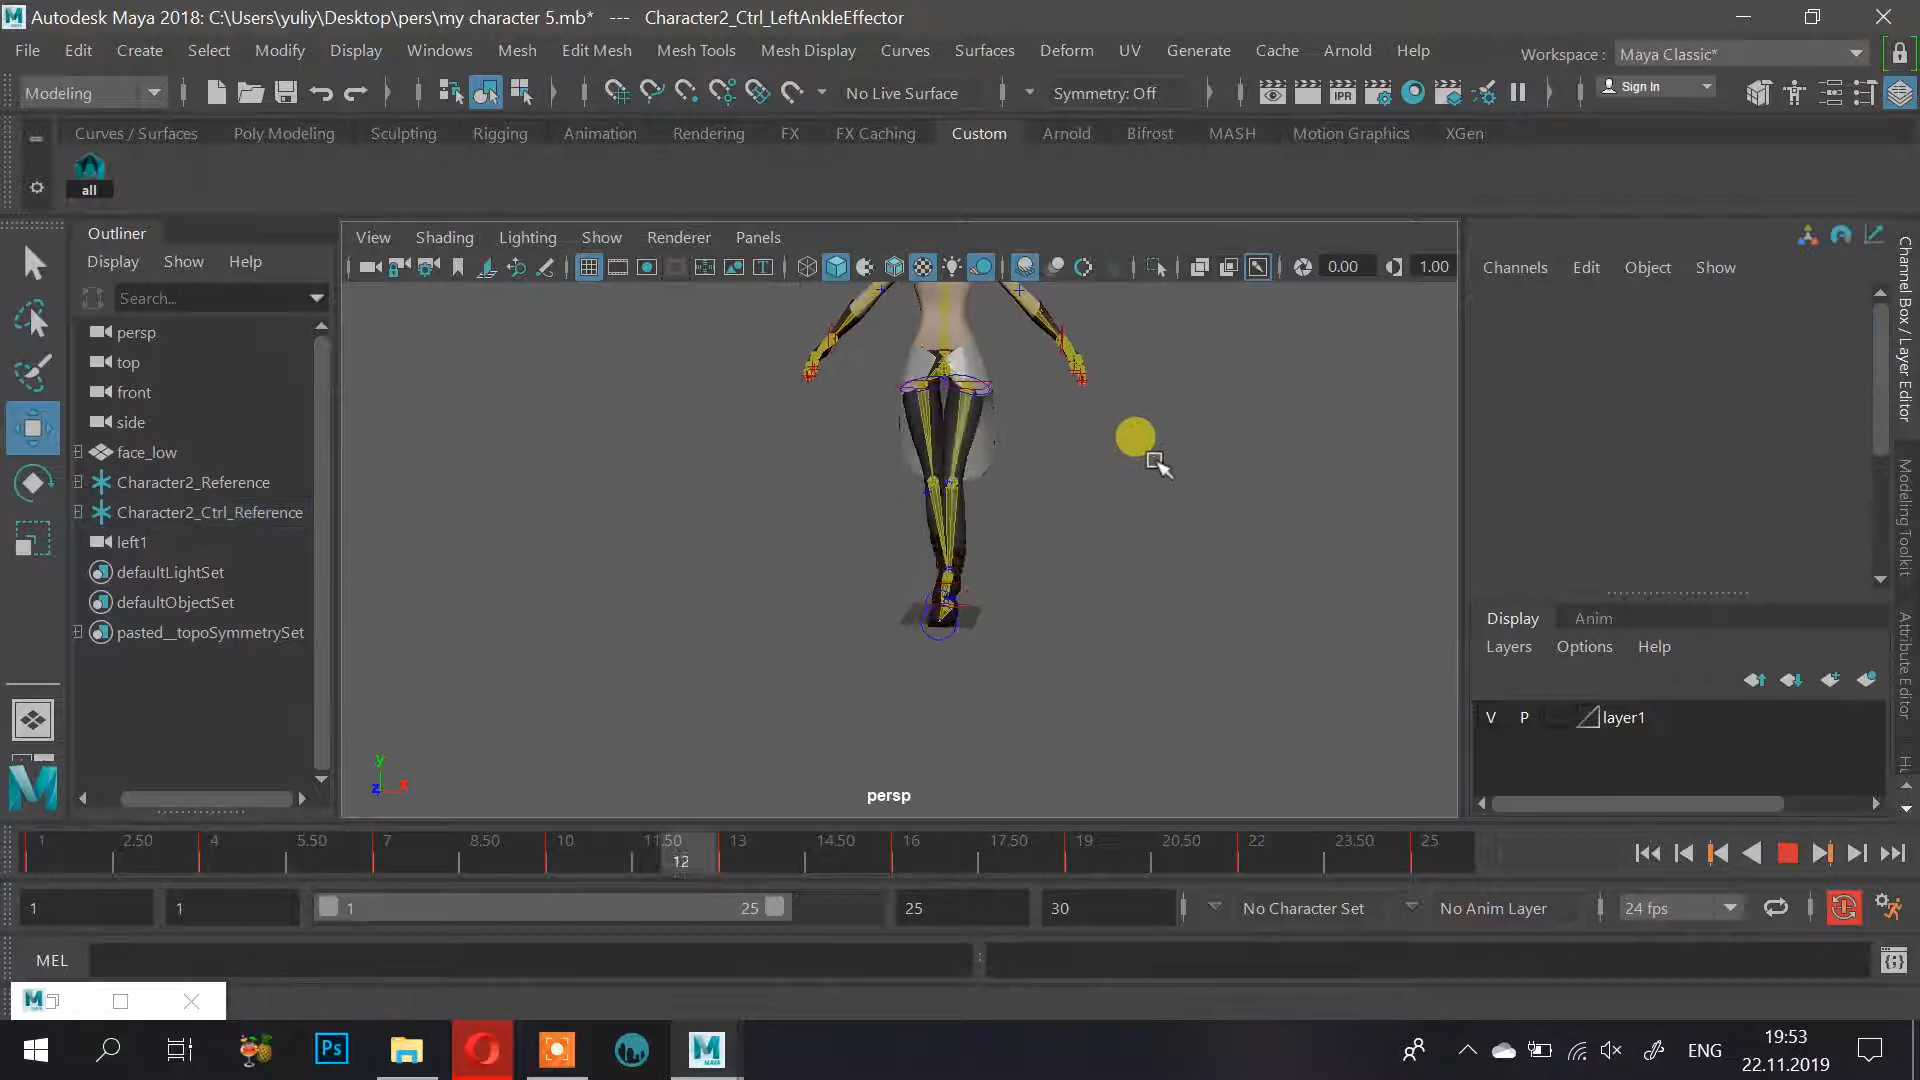 Autodesk Maya 2018: C:\Users\yuliy\Desktop\pers\my character 5.mb* --- Character2_Ctrl_LeftAnkleEffector
File Edit Create Select Modify Display Windows Mesh Edit Mesh Mesh Tools Mesh Display Curves Surfaces Deform UV Generate Cache Arnold Help Workspace : Maya Classic*
Modeling No Live Surface Symmetry: Off IPR Sign In
Curves / Surfaces Poly Modeling Sculpting Rigging Animation Rendering FX FX Caching Custom Arnold Bifrost MASH Motion Graphics XGen
all
Outliner
Display Show Help
Search...
persp
top
front
side
face_low
Character2_Reference
Character2_Ctrl_Reference
left1
defaultLightSet
defaultObjectSet
pasted__topoSymmetrySet
View Shading Lighting Show Renderer Panels
0.00 1.00
y
z x
persp
Channels Edit Object Show
Channel Box / Layer Editor
Modeling Toolkit
Attribute Editor
Display Anim
Layers Options Help
V P layer1
1 2.50 4 5.50 7 8.50 10 11.50 13 14.50 16 17.50 19 20.50 22 23.50 25
12
1 1 1 25 25 30 No Character Set No Anim Layer 24 fps
MEL
Ps
MAYA
ENG
19:53
22.11.2019